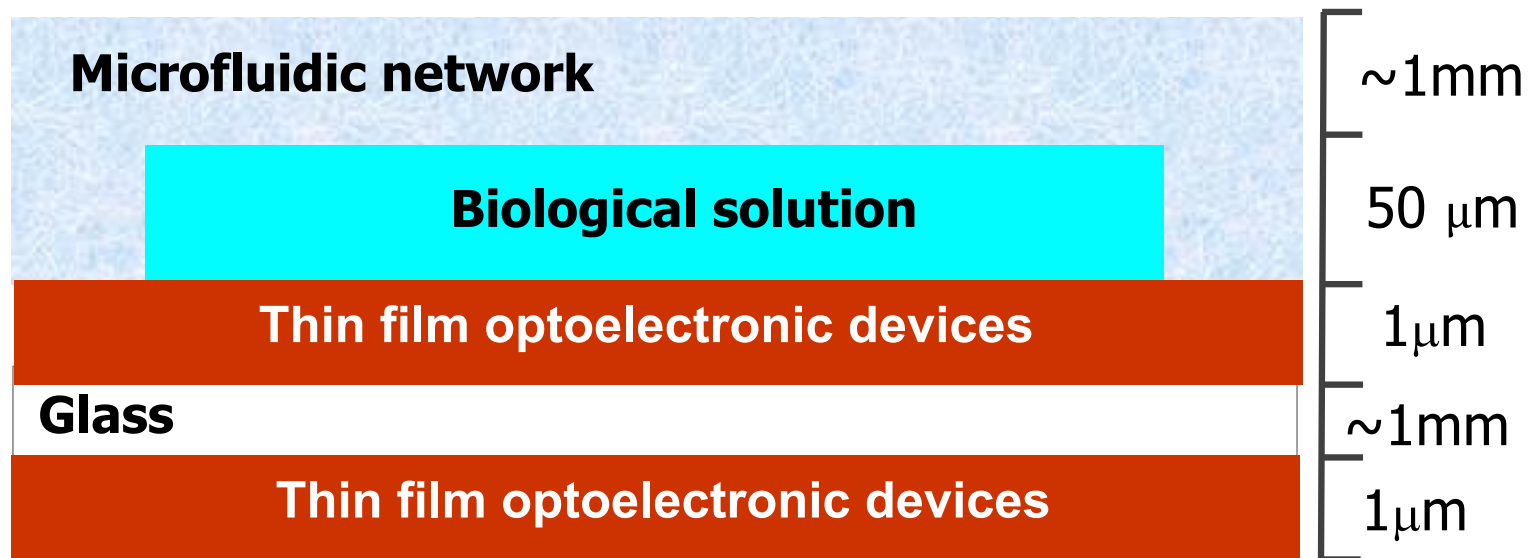 Microfluidic network
~1mm
Biological solution
50 μm
Thin film optoelectronic devices
1μm
Glass
~1mm
Thin film optoelectronic devices
1μm